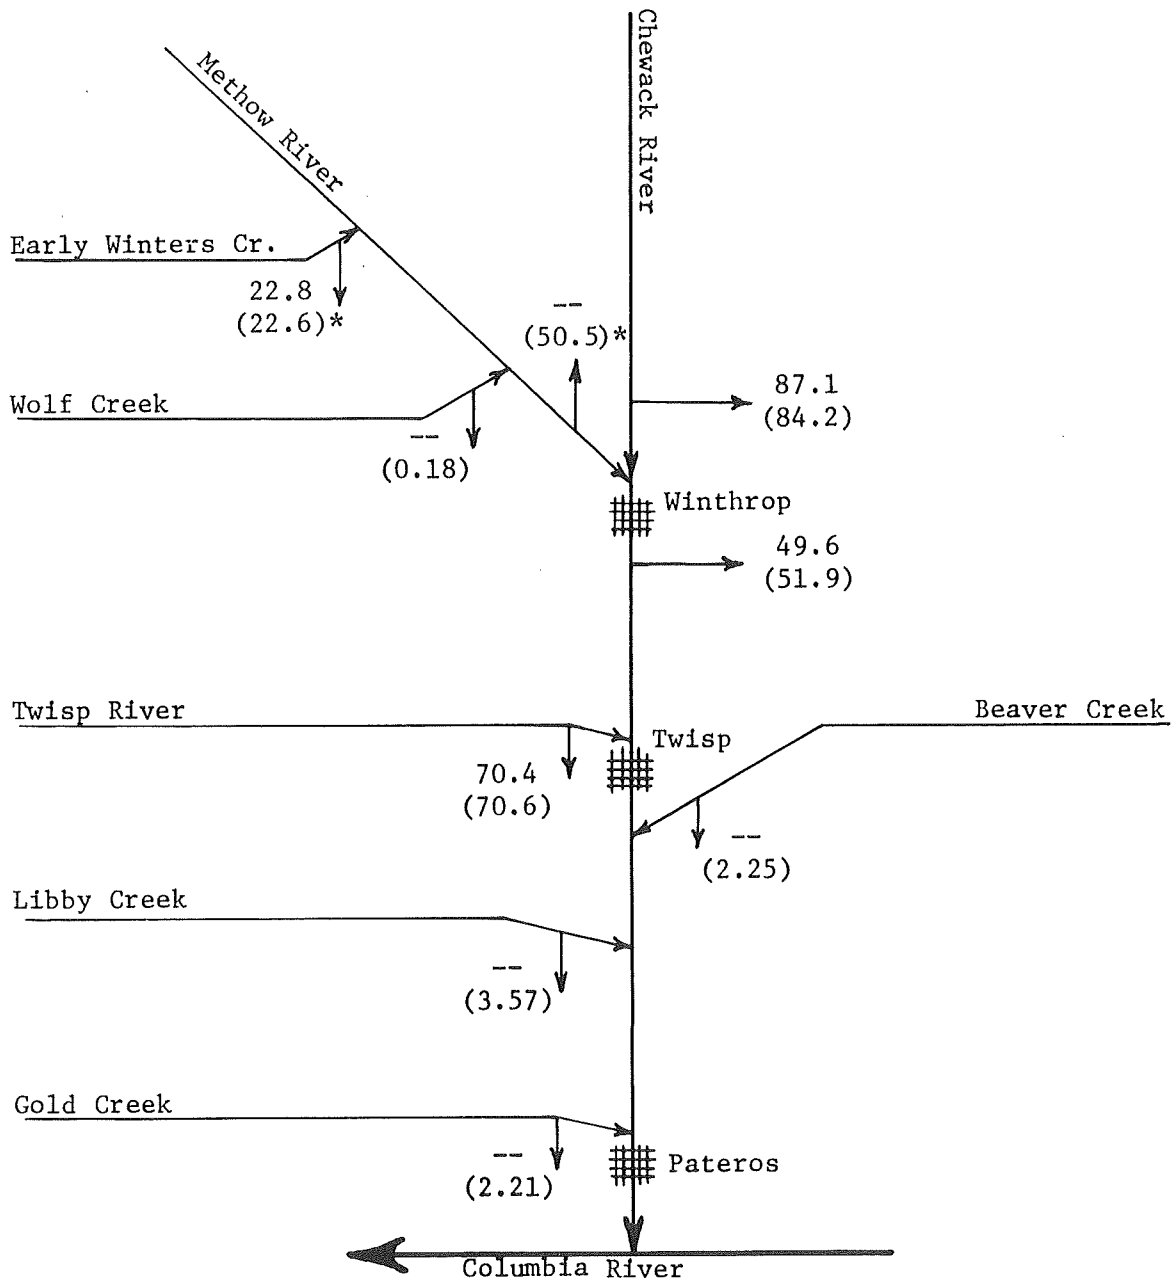 Chewack River
Methow River
Early Winters Cr.
22.8
(22.6)*
--
(50.5)*
87.1
(84.2)
Wolf Creek
--
(0.18)
Winthrop
49.6
(51.9)
Twisp River
Beaver Creek
Twisp
70.4
(70.6)
--
(2.25)
Libby Creek
--
(3.57)
Gold Creek
--
(2.21)
Pateros
Columbia River